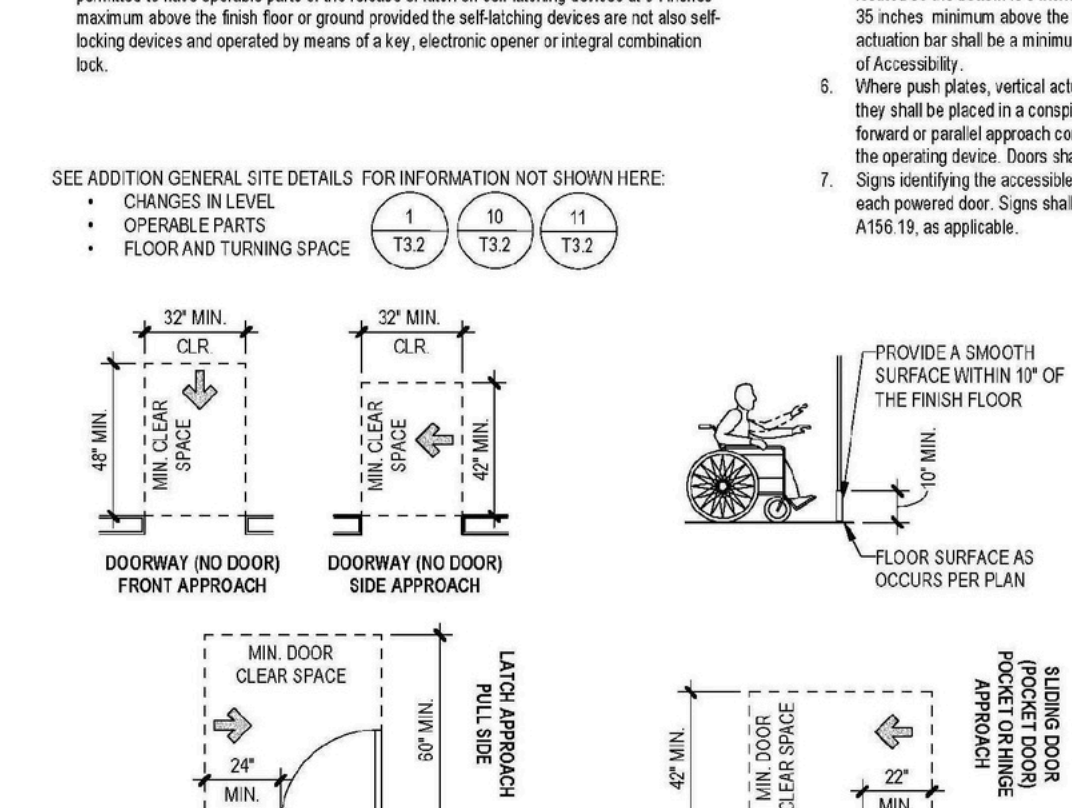 maximum above the finish floor or ground provided the self-latching devices are not also self-
locking devices and operated by means of a key, electronic opener or integral combination
lock.
35 inches minimum above the
actuation bar shall be a minimu
of Accessibility.
6. Where push plates, vertical actu
they shall be placed in a conspi
forward or parallel approach co
the operating device. Doors sha
7. Signs identifying the accessible
each powered door. Signs shall
A156.19, as applicable.
SEE ADDITION GENERAL SITE DETAILS FOR INFORMATION NOT SHOWN HERE:
• CHANGES IN LEVEL
• OPERABLE PARTS
• FLOOR AND TURNING SPACE
1
T3.2
10
T3.2
11
T3.2
32" MIN.
CLR.
48" MIN.
MIN. CLEAR
SPACE
DOORWAY (NO DOOR)
FRONT APPROACH
32" MIN.
CLR.
MIN. CLEAR
SPACE
42" MIN.
DOORWAY (NO DOOR)
SIDE APPROACH
PROVIDE A SMOOTH
SURFACE WITHIN 10" OF
THE FINISH FLOOR
10" MIN.
FLOOR SURFACE AS
OCCURS PER PLAN
MIN. DOOR
CLEAR SPACE
24"
MIN.
60" MIN.
LATCH APPROACH
PULL SIDE
42" MIN.
MIN. DOOR
CLEAR SPACE
22"
MIN.
SLIDING DOOR
(POCKET DOOR)
POCKET OR HINGE
APPROACH